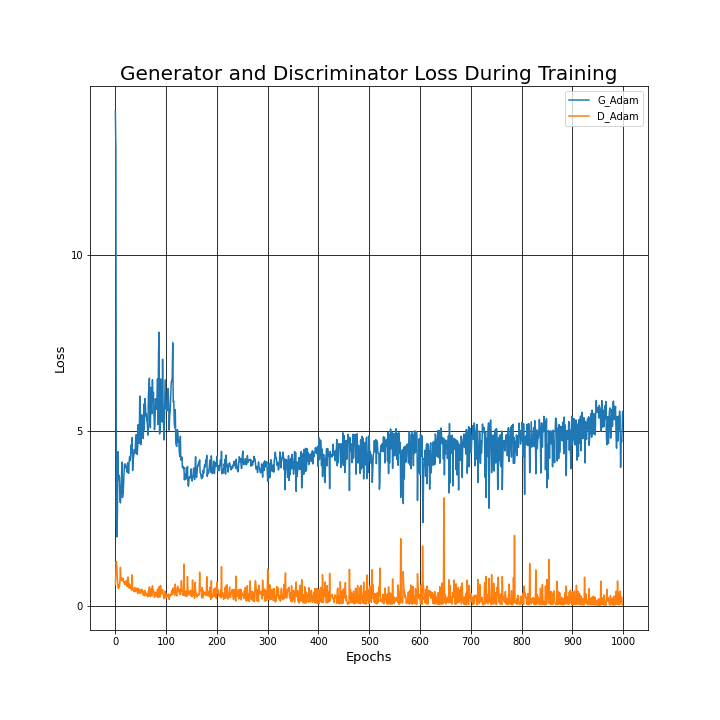 Generator and Discriminator Loss During Training
G_Adam
D_Adam
10
5
0
Loss
0 100 200 300 400 500 600 700 800 900 1000
Epochs